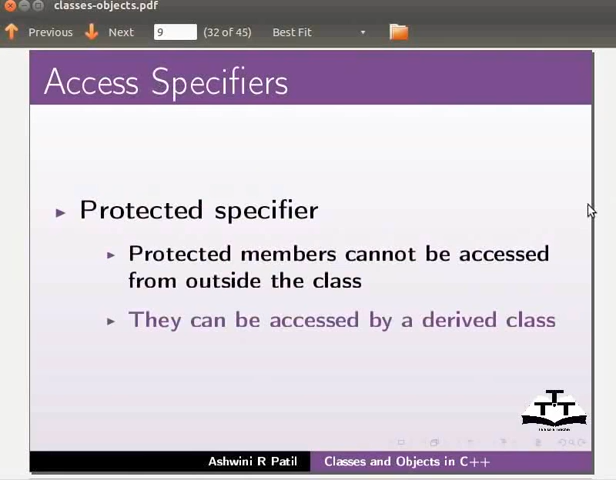 classes-objects.pdf
Previous Next 9 (32 of 45) Best Fit
Access Specifiers
Protected specifier
Protected members cannot be accessed
from outside the class
They can be accessed by a derived class
Ashwini R Patil Classes and Objects in C++